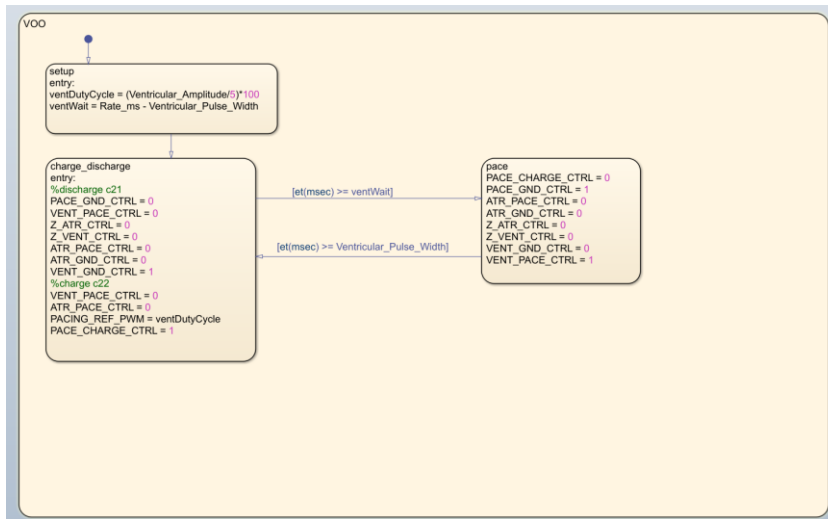 VOO
setup
entry:
ventDutyCycle = (Ventricular_Amplitude/5)*100
ventWait = Rate_ms - Ventricular_Pulse_Width
charge_discharge
entry:
%discharge c21
PACE_GND_CTRL = 0
VENT_PACE_CTRL = 0
Z_ATR_CTRL = 0
Z_VENT_CTRL = 0
ATR_PACE_CTRL = 0
ATR_GND_CTRL = 0
VENT_GND_CTRL = 1
%charge c22
VENT_PACE_CTRL = 0
ATR_PACE_CTRL = 0
PACING_REF_PWM = ventDutyCycle
PACE_CHARGE_CTRL = 1
[et(msec) >= ventWait]
[et(msec) >= Ventricular_Pulse_Width]
pace
PACE_CHARGE_CTRL = 0
PACE_GND_CTRL = 1
ATR_PACE_CTRL = 0
ATR_GND_CTRL = 0
Z_ATR_CTRL = 0
Z_VENT_CTRL = 0
VENT_GND_CTRL = 0
VENT_PACE_CTRL = 1